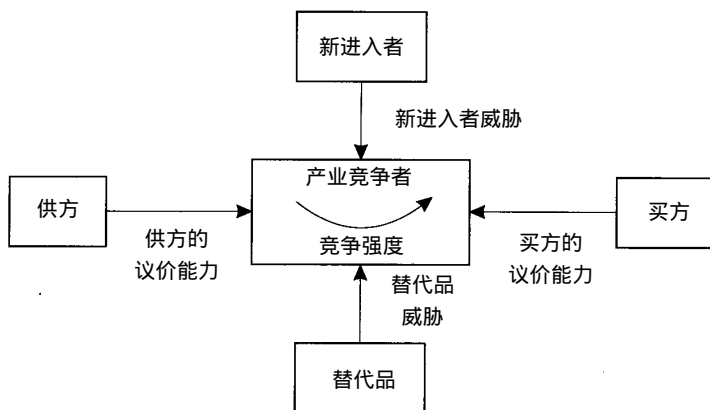 新进入者
新进入者威胁
产业竞争者
供方
买方
竞争强度
供方的
议价能力
买方的
议价能力
替代品
威胁
替代品